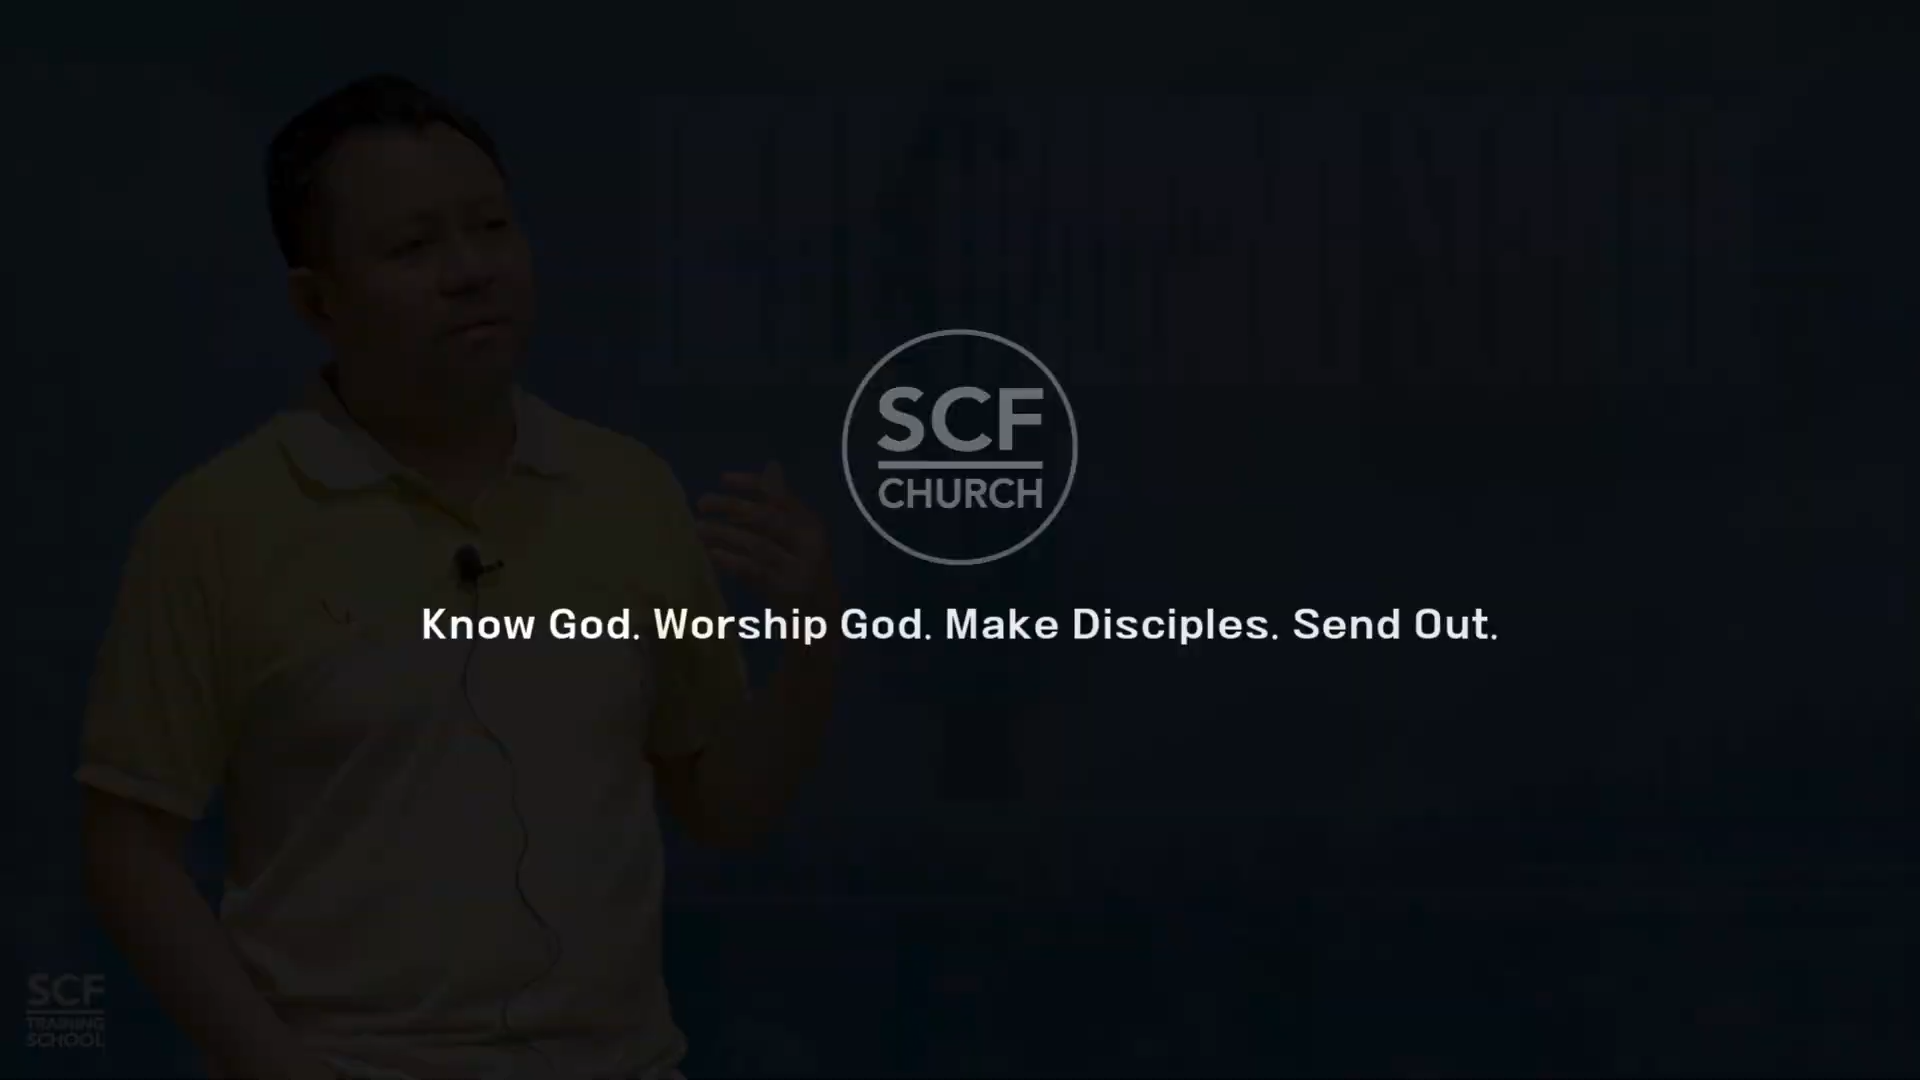 SCF
CHURCH
Know God. Worship God. Make Disciples. Send Out.
SCF
TRAINING
SCHOOL